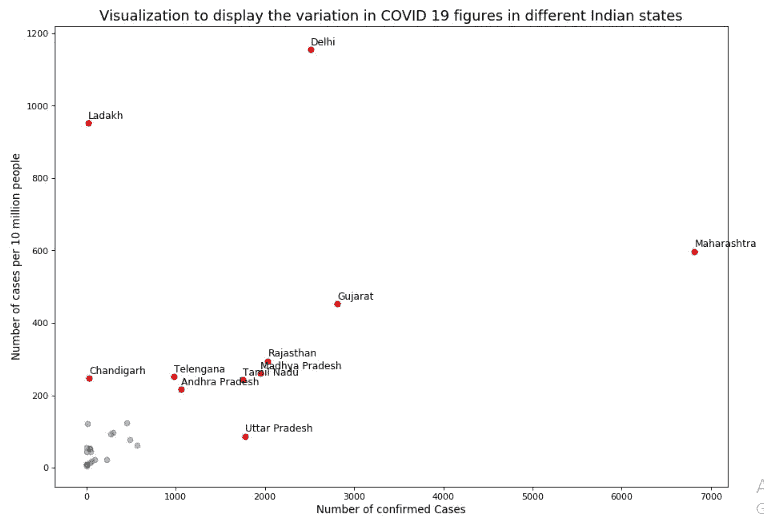 Visualization to display the variation in COVID 19 figures in different Indian states
1200
Delhi
1000
Ladakh
800
Number of cases per 10 million people
600
Maharashtra
Gujarat
400
Rajasthan
Madhya Pradesh
Chandigarh
Telengana
Tamil Nadu
Andhra Pradesh
200
Uttar Pradesh
0
0 1000 2000 3000 4000 5000 6000 7000
Number of confirmed Cases
A
G